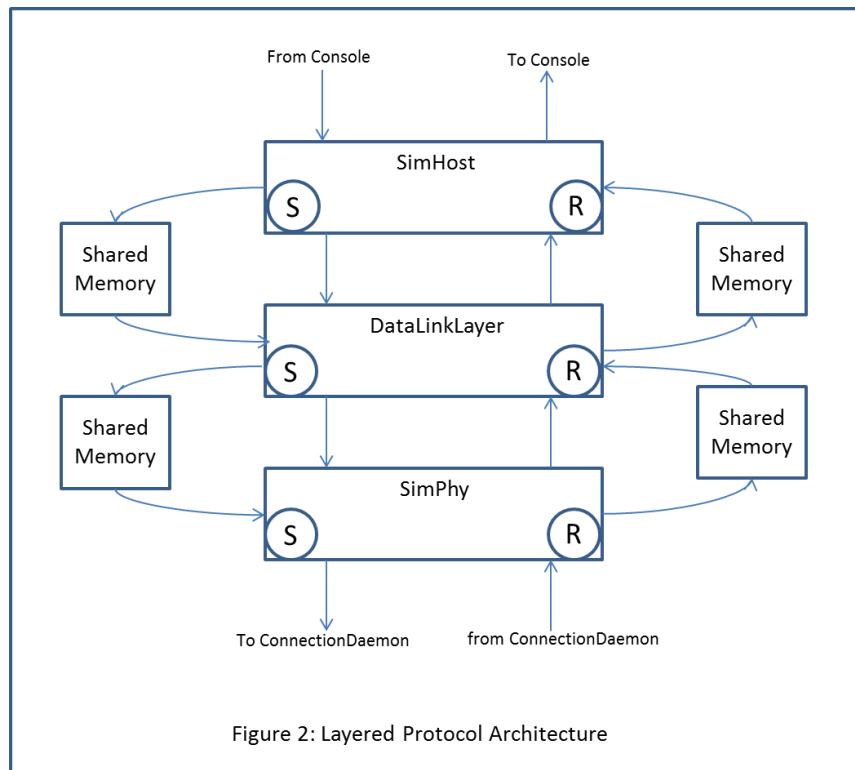 From Console
To Console
SimHost
S
R
Shared
Memory
Shared
Memory
DataLinkLayer
S
R
Shared
Memory
Shared
Memory
SimPhy
S
R
To ConnectionDaemon
from ConnectionDaemon
Figure 2: Layered Protocol Architecture